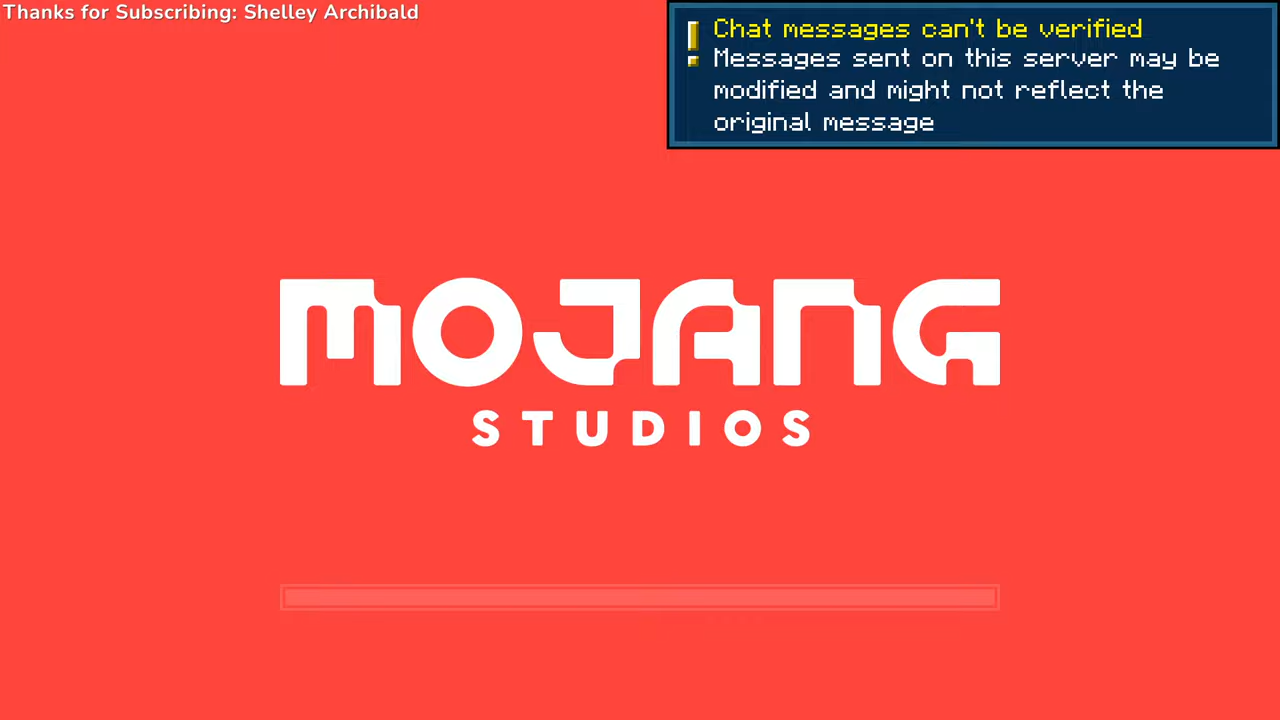 Thanks for Subscribing: Shelley Archibald
Chat messages can't be verified
Messages sent on this server may be
modified and might not reflect the
original message
MOJANG
STUDIOS